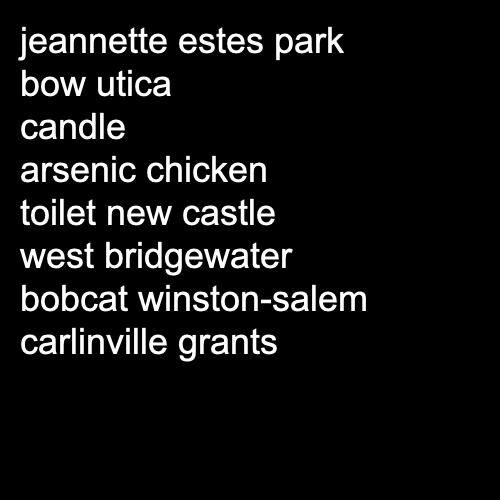 jeannette estes park
bow utica
candle
arsenic chicken
toilet new castle
west bridgewater
bobcat winston-salem
carlinville grants